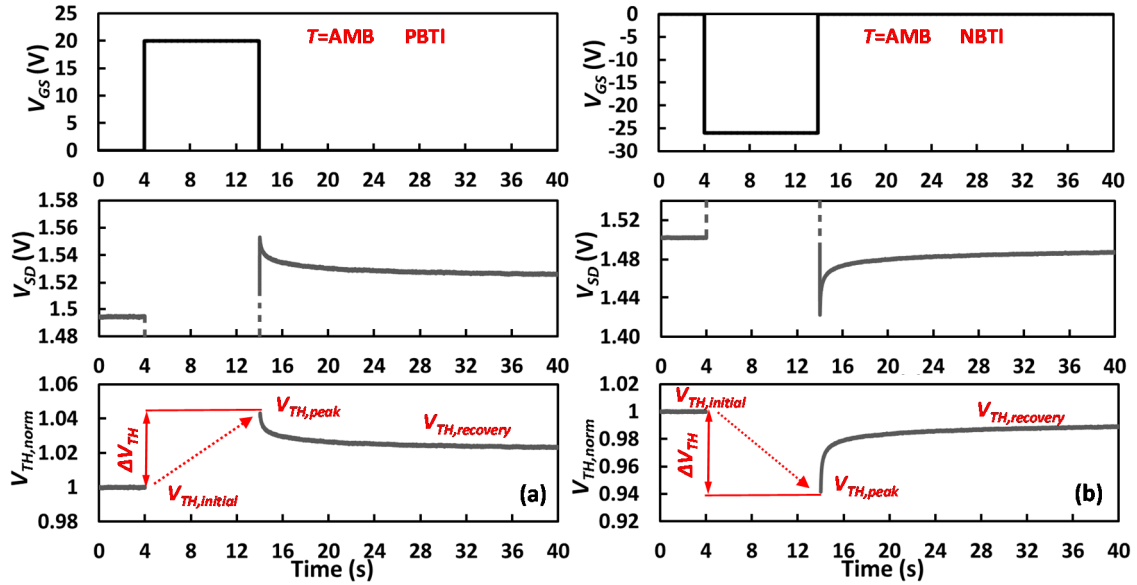 T=AMB PBTI
V_GS (V)
25
20
15
10
5
0
0 4 8 12 16 20 24 28 32 36 40
V_SD (V)
1.58
1.56
1.54
1.52
1.5
1.48
0 4 8 12 16 20 24 28 32 36 40
V_TH,norm
1.06
1.04
1.02
1
0.98
ΔV_TH
V_TH,peak
V_TH,recovery
V_TH,initial
(a)
0 4 8 12 16 20 24 28 32 36 40
Time (s)
T=AMB NBTI
V_GS (V)
0
-5
-10
-15
-20
-25
-30
0 4 8 12 16 20 24 28 32 36 40
V_SD (V)
1.52
1.48
1.44
1.40
0 4 8 12 16 20 24 28 32 36 40
V_TH,norm
1.02
1
0.98
0.96
0.94
0.92
V_TH,initial
V_TH,recovery
ΔV_TH
V_TH,peak
(b)
0 4 8 12 16 20 24 28 32 36 40
Time (s)